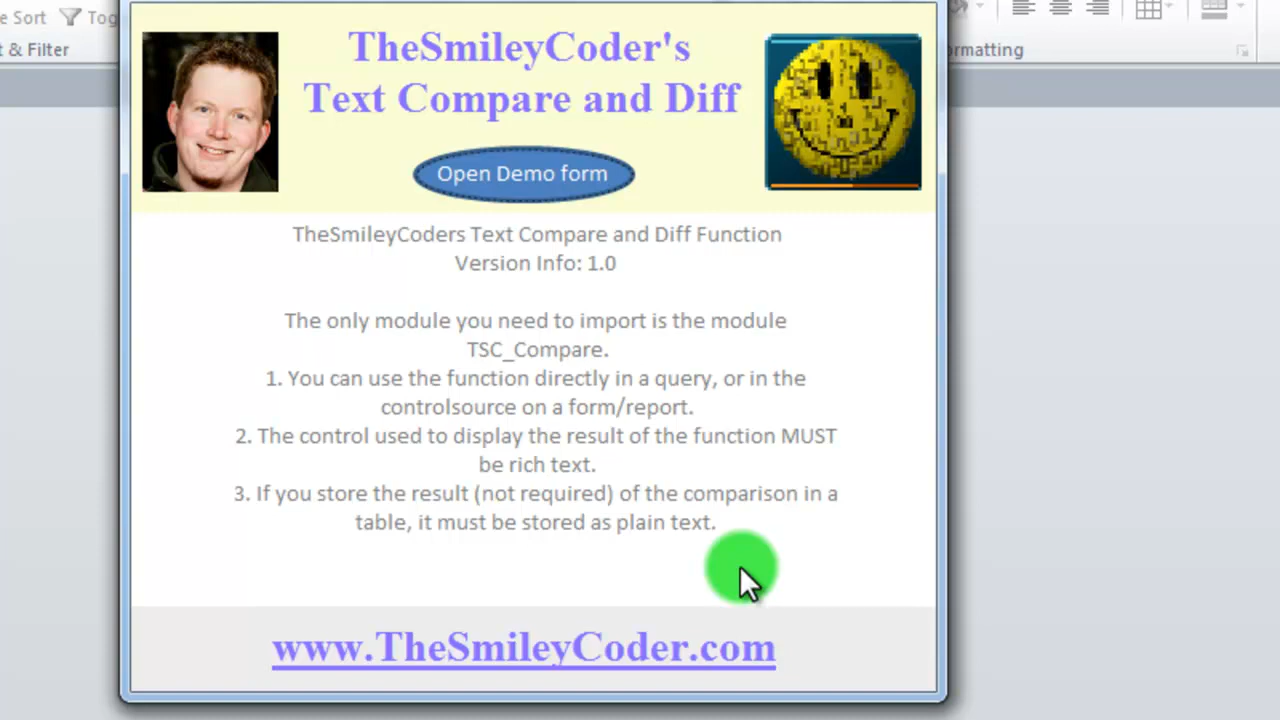 e Sort Tog
t & Filter
ormatting
TheSmileyCoder's
Text Compare and Diff
Open Demo form
TheSmileyCoders Text Compare and Diff Function
Version Info: 1.0
The only module you need to import is the module
TSC_Compare.
1. You can use the function directly in a query, or in the
controlsource on a form/report.
2. The control used to display the result of the function MUST
be rich text.
3. If you store the result (not required) of the comparison in a
table, it must be stored as plain text.
www.TheSmileyCoder.com